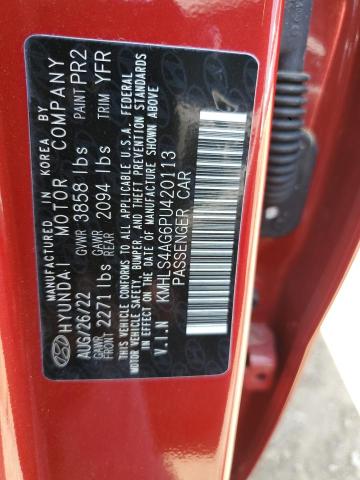 MANUFACTURED IN KOREA BY
HYUNDAI MOTOR COMPANY
AUG/26/22 GVWR 3858 lbs PAINT PR2
GAWR FRONT 2271 lbs GAWR REAR 2094 lbs TRIM YFR
THIS VEHICLE CONFORMS TO ALL APPLICABLE U.S.A. FEDERAL
MOTOR VEHICLE SAFETY, BUMPER, AND THEFT PREVENTION STANDARDS
IN EFFECT ON THE DATE OF MANUFACTURE SHOWN ABOVE.
V.I.N KMHLS4AG6PU420113
PASSENGER CAR